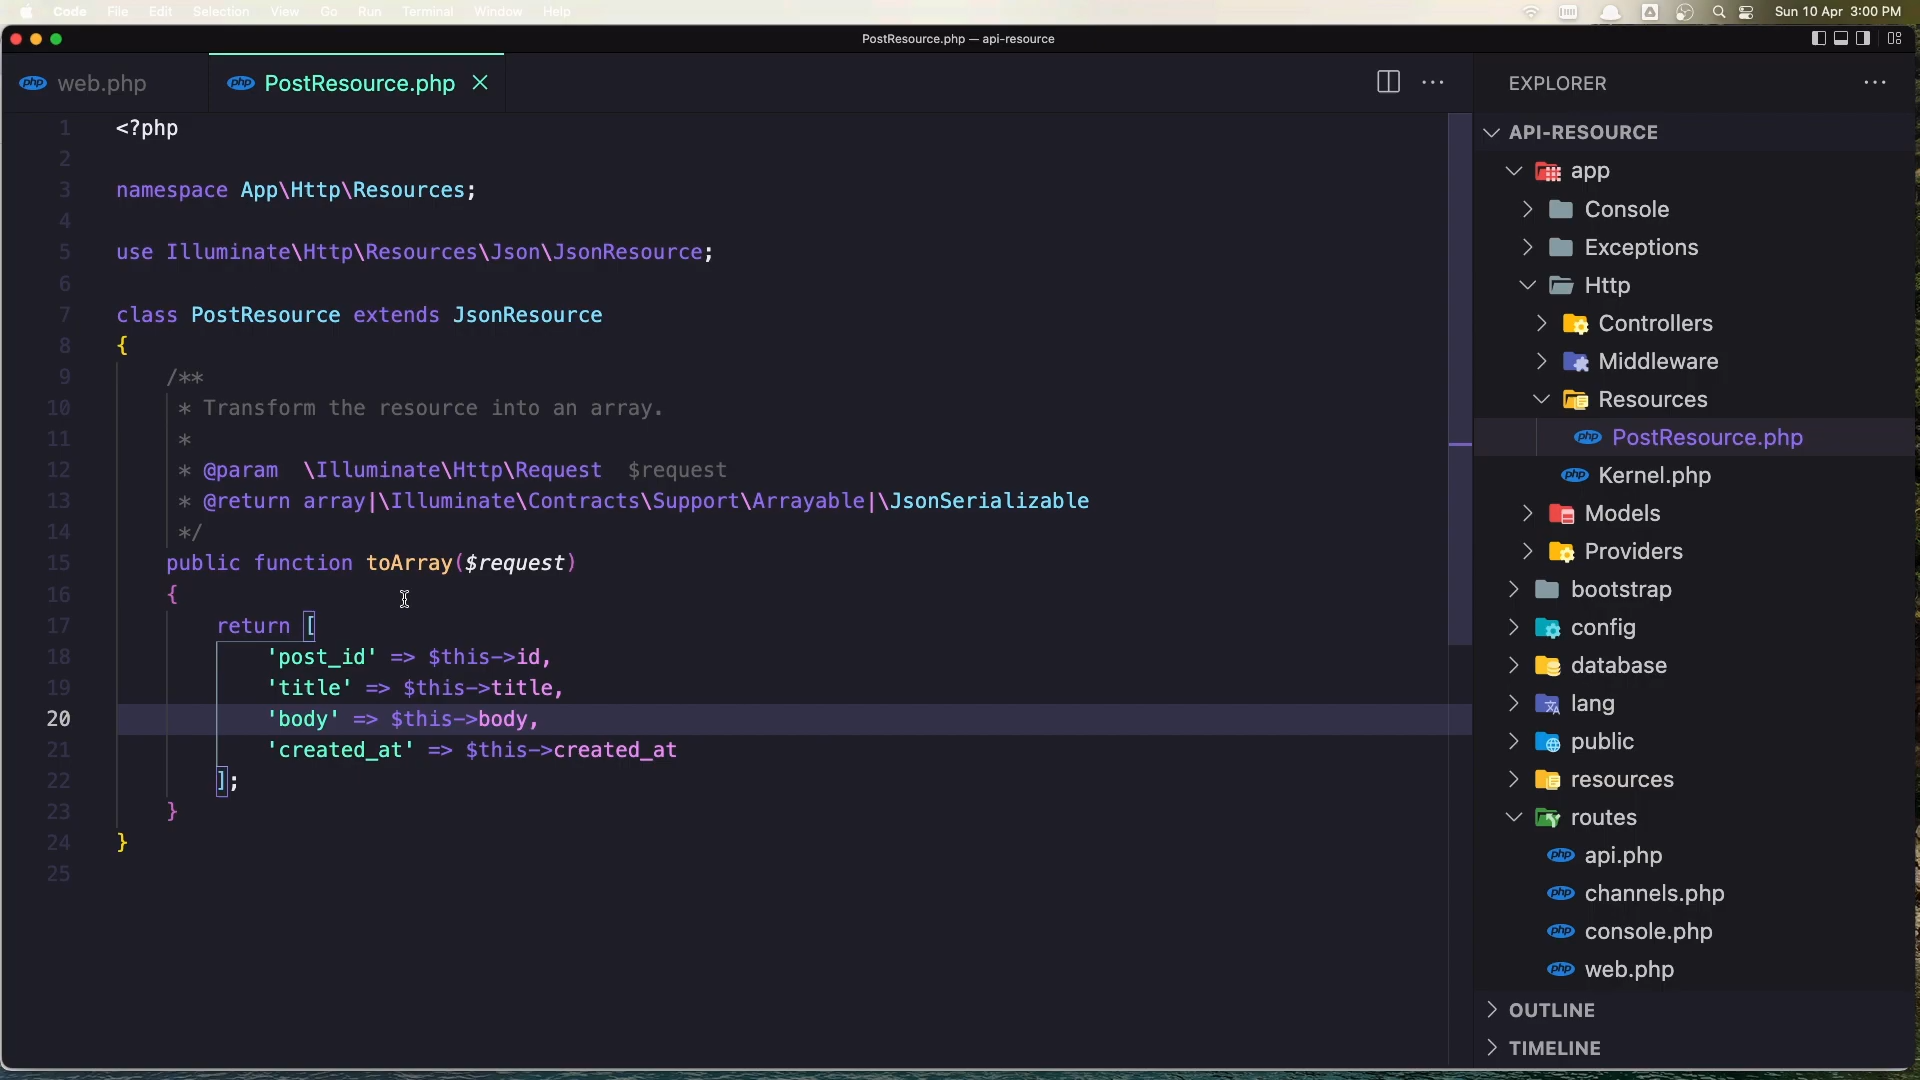 Code File Edit Selection View Go Run Terminal Window Help Sun 10 Apr 3:00 PM
PostResource.php — api-resource
web.php
PostResource.php
EXPLORER
1 <?php
2
3 namespace App\Http\Resources;
4
5 use Illuminate\Http\Resources\Json\JsonResource;
6
7 class PostResource extends JsonResource
8 {
9 /**
10 * Transform the resource into an array.
11 *
12 * @param  \Illuminate\Http\Request  $request
13 * @return array|\Illuminate\Contracts\Support\Arrayable|\JsonSerializable
14 */
15 public function toArray($request)
16 {
17 return [
18 'post_id' => $this->id,
19 'title' => $this->title,
20 'body' => $this->body,
21 'created_at' => $this->created_at
22 ];
23 }
24 }
25
API-RESOURCE
app
Console
Exceptions
Http
Controllers
Middleware
Resources
php PostResource.php
php Kernel.php
Models
Providers
bootstrap
config
database
lang
public
resources
routes
php api.php
php channels.php
php console.php
php web.php
OUTLINE
TIMELINE